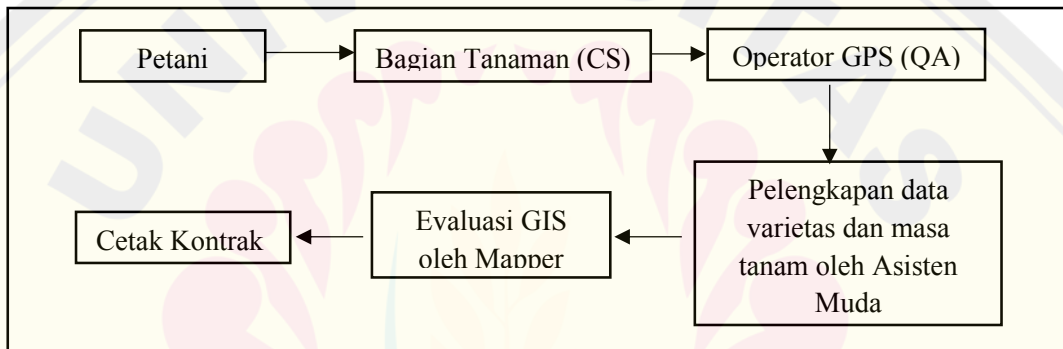 Petani
Bagian Tanaman (CS)
Operator GPS (QA)
Pelengkapan data
varietas dan masa
tanam oleh Asisten
Muda
Evaluasi GIS
oleh Mapper
Cetak Kontrak